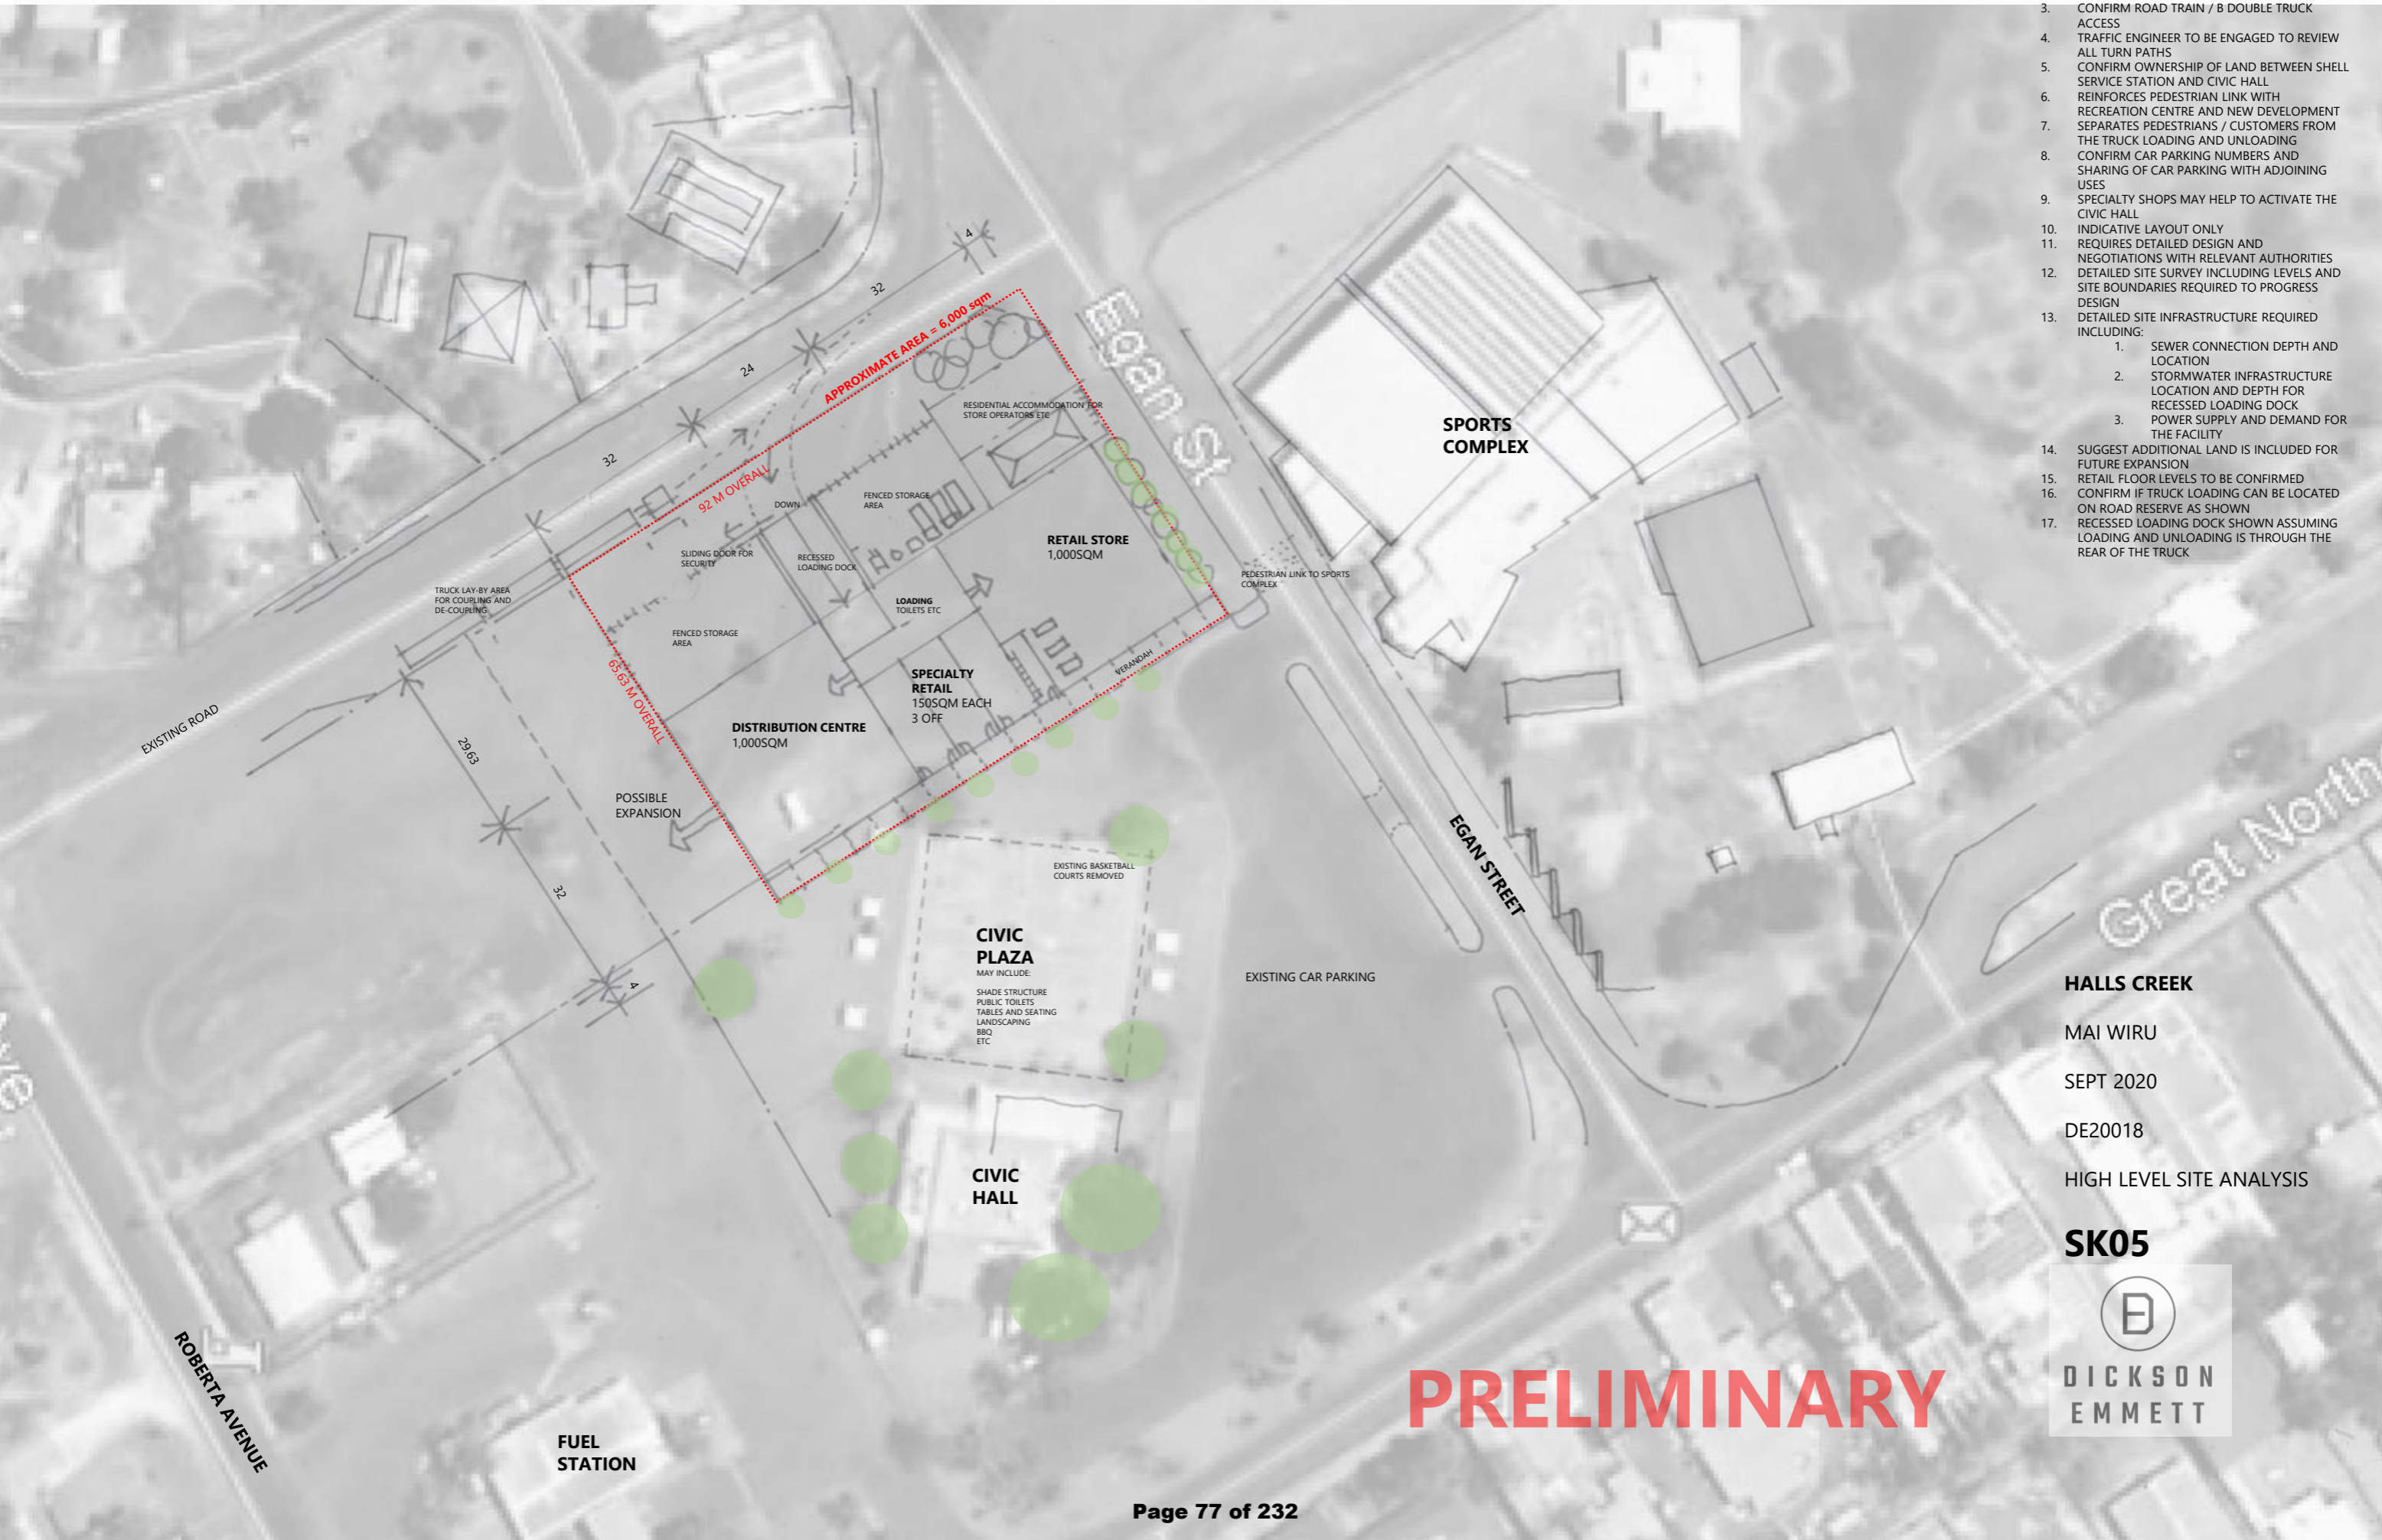 3. CONFIRM ROAD TRAIN / B DOUBLE TRUCK
ACCESS
4. TRAFFIC ENGINEER TO BE ENGAGED TO REVIEW
ALL TURN PATHS
5. CONFIRM OWNERSHIP OF LAND BETWEEN SHELL
SERVICE STATION AND CIVIC HALL
6. REINFORCES PEDESTRIAN LINK WITH
RECREATION CENTRE AND NEW DEVELOPMENT
7. SEPARATES PEDESTRIANS / CUSTOMERS FROM
THE TRUCK LOADING AND UNLOADING
8. CONFIRM CAR PARKING NUMBERS AND
SHARING OF CAR PARKING WITH ADJOINING
USES
9. SPECIALTY SHOPS MAY HELP TO ACTIVATE THE
CIVIC HALL
10. INDICATIVE LAYOUT ONLY
11. REQUIRES DETAILED DESIGN AND
NEGOTIATIONS WITH RELEVANT AUTHORITIES
12. DETAILED SITE SURVEY INCLUDING LEVELS AND
SITE BOUNDARIES REQUIRED TO PROGRESS
DESIGN
13. DETAILED SITE INFRASTRUCTURE REQUIRED
INCLUDING:
1. SEWER CONNECTION DEPTH AND
LOCATION
2. STORMWATER INFRASTRUCTURE
LOCATION AND DEPTH FOR
RECESSED LOADING DOCK
3. POWER SUPPLY AND DEMAND FOR
THE FACILITY
14. SUGGEST ADDITIONAL LAND IS INCLUDED FOR
FUTURE EXPANSION
15. RETAIL FLOOR LEVELS TO BE CONFIRMED
16. CONFIRM IF TRUCK LOADING CAN BE LOCATED
ON ROAD RESERVE AS SHOWN
17. RECESSED LOADING DOCK SHOWN ASSUMING
LOADING AND UNLOADING IS THROUGH THE
REAR OF THE TRUCK
4
32
24
32
APPROXIMATE AREA = 6,000 sqm
92 M OVERALL
65.63 M OVERALL
Egan St
RESIDENTIAL ACCOMMODATION FOR
STORE OPERATORS ETC
FENCED STORAGE
AREA
DOWN
SLIDING DOOR FOR
SECURITY
RECESSED
LOADING DOCK
RETAIL STORE
1,000SQM
SPORTS
COMPLEX
PEDESTRIAN LINK TO SPORTS
COMPLEX
TRUCK LAY-BY AREA
FOR COUPLING AND
DE-COUPLING
LOADING
TOILETS ETC
FENCED STORAGE
AREA
VERANDAH
SPECIALTY
RETAIL
150SQM EACH
3 OFF
DISTRIBUTION CENTRE
1,000SQM
EXISTING ROAD
29.63
32
4
POSSIBLE
EXPANSION
EXISTING BASKETBALL
COURTS REMOVED
EGAN STREET
Great North
CIVIC
PLAZA
MAY INCLUDE:
SHADE STRUCTURE
PUBLIC TOILETS
TABLES AND SEATING
LANDSCAPING
BBQ
ETC
EXISTING CAR PARKING
CIVIC
HALL
ROBERTA AVENUE
FUEL
STATION
HALLS CREEK
MAI WIRU
SEPT 2020
DE20018
HIGH LEVEL SITE ANALYSIS
SK05
DICKSON
EMMETT
PRELIMINARY
Page 77 of 232